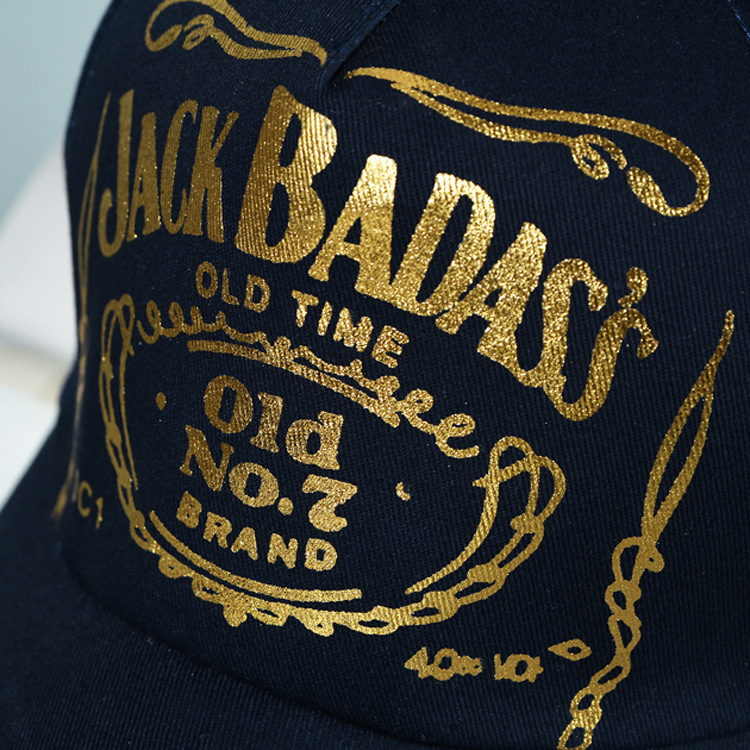 JACK BADASS'
OLD TIME
Old
No.7
BRAND